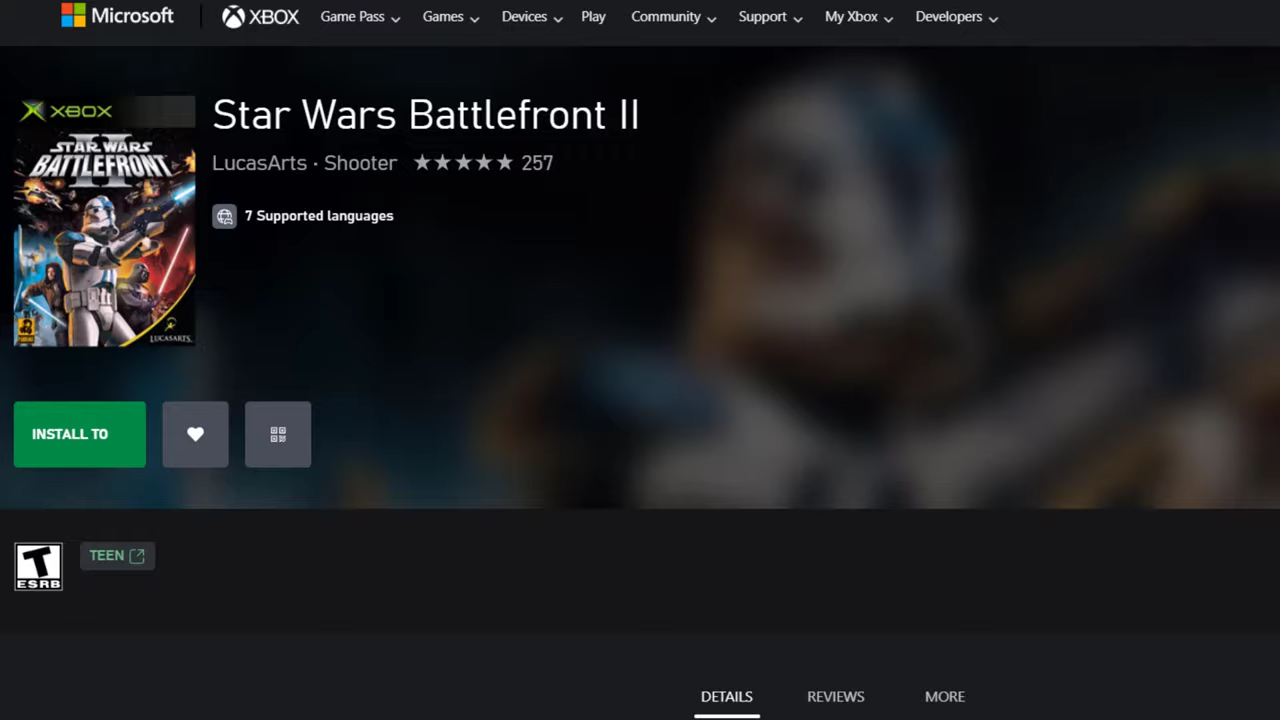 Microsoft
XBOX
Game Pass
Games
Devices
Play
Community
Support
My Xbox
Developers
XBOX
STAR WARS
BATTLEFRONT
II
LUCASARTS.
Star Wars Battlefront II
LucasArts · Shooter ★★★★★ 257
7 Supported languages
INSTALL TO
T
ESRB
TEEN
DETAILS
REVIEWS
MORE